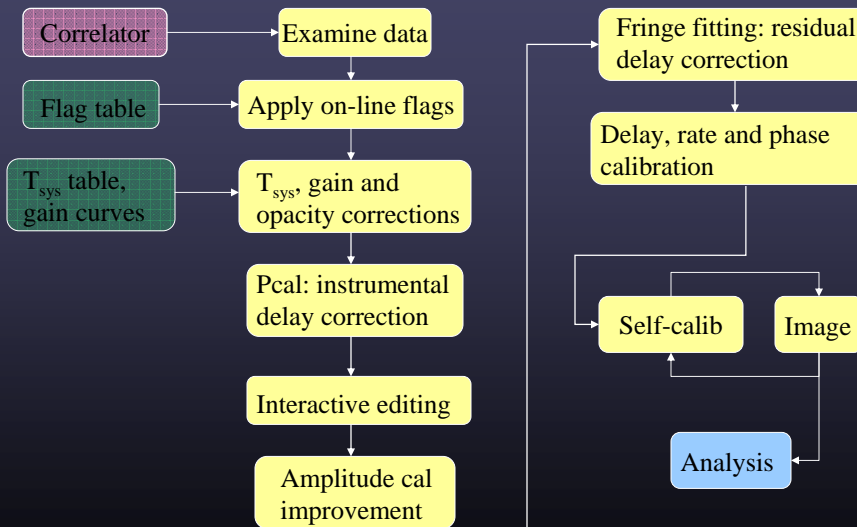 Correlator
Examine data
Flag table
Apply on-line flags
Tsys table,
gain curves
Tsys, gain and
opacity corrections
Pcal: instrumental
delay correction
Interactive editing
Amplitude cal
improvement
Fringe fitting: residual
delay correction
Delay, rate and phase
calibration
Self-calib
Image
Analysis